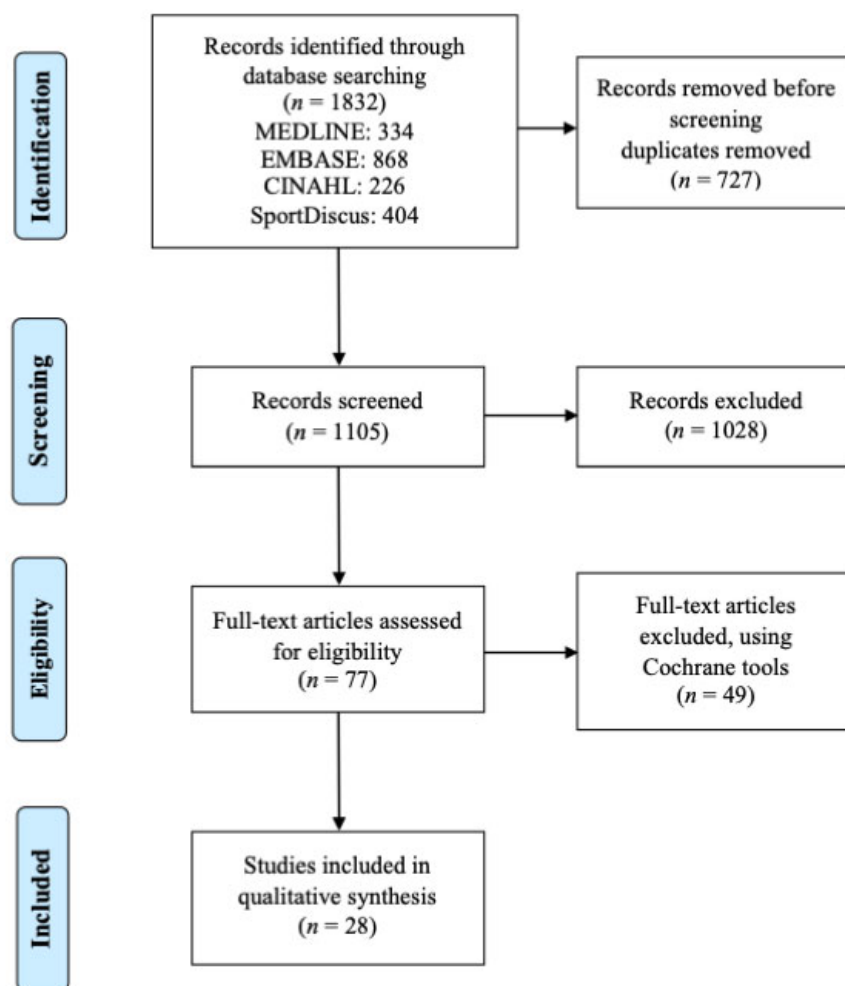 Identification
Records identified through
database searching
(n = 1832)
MEDLINE: 334
EMBASE: 868
CINAHL: 226
SportDiscus: 404
Records removed before
screening
duplicates removed
(n = 727)
Screening
Records screened
(n = 1105)
Records excluded
(n = 1028)
Eligibility
Full-text articles assessed
for eligibility
(n = 77)
Full-text articles
excluded, using
Cochrane tools
(n = 49)
Included
Studies included in
qualitative synthesis
(n = 28)